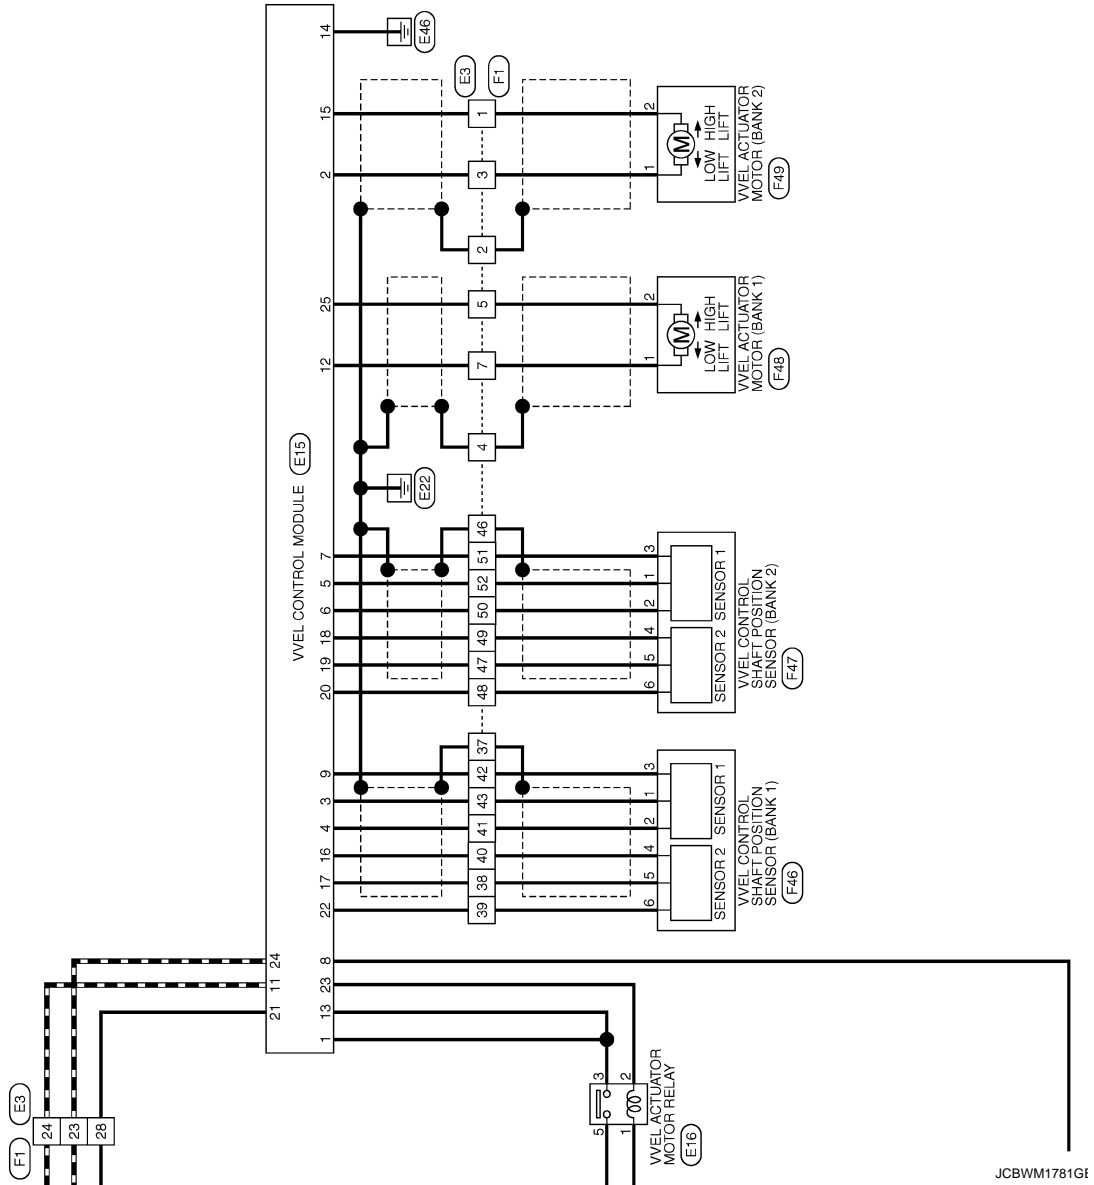 14
E46
E3
F1
15
1
2
2
3
1
M
LOW HIGH
LIFT LIFT
VVEL ACTUATOR
MOTOR (BANK 2)
F49
2
25
5
2
12
7
1
M
LOW HIGH
LIFT LIFT
VVEL ACTUATOR
MOTOR (BANK 1)
F48
4
VVEL CONTROL MODULE
E15
E22
46
7
51
3
5
52
1
6
50
2
18
49
4
19
47
5
20
48
6
SENSOR 1
SENSOR 2
VVEL CONTROL
SHAFT POSITION
SENSOR (BANK 2)
F47
37
9
42
3
3
43
1
4
41
2
16
40
4
17
38
5
22
39
6
SENSOR 1
SENSOR 2
VVEL CONTROL
SHAFT POSITION
SENSOR (BANK 1)
F46
24
11
21
8
23
13
1
3
2
5
1
VVEL ACTUATOR
MOTOR RELAY
E16
E3
F1
24
23
28
JCBWM1781GE